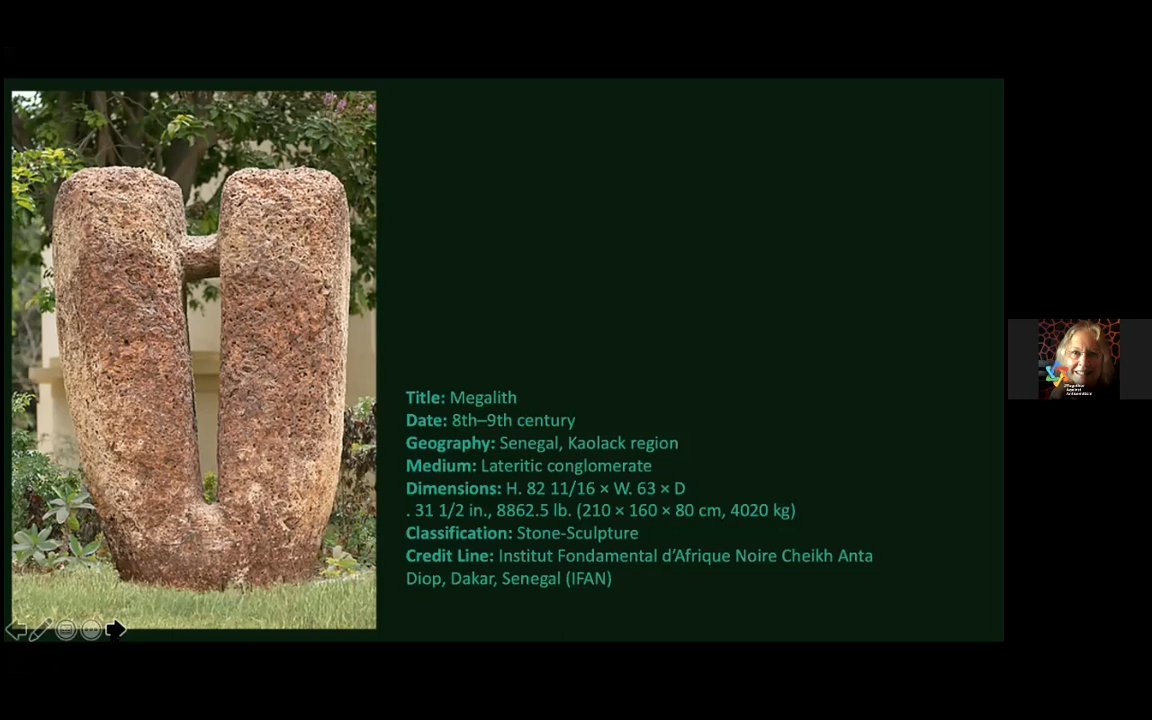 Title: Megalith
Date: 8th–9th century
Geography: Senegal, Kaolack region
Medium: Lateritic conglomerate
Dimensions: H. 82 11/16 × W. 63 × D
. 31 1/2 in., 8862.5 lb. (210 × 160 × 80 cm, 4020 kg)
Classification: Stone-Sculpture
Credit Line: Institut Fondamental d’Afrique Noire Cheikh Anta
Diop, Dakar, Senegal (IFAN)